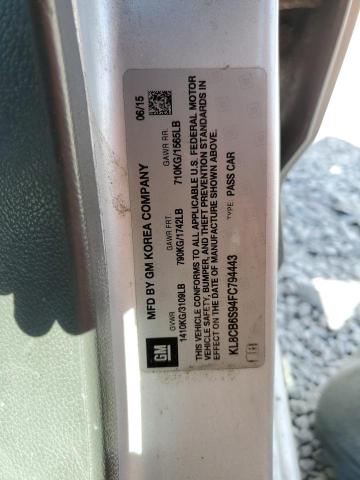 MFD BY GM KOREA COMPANY 06/15
GVWR GAWR FRT. GAWR RR.
1410KG/3109LB 790KG/1742LB 710KG/1565LB
THIS VEHICLE CONFORMS TO ALL APPLICABLE U.S. FEDERAL MOTOR
VEHICLE SAFETY, BUMPER, AND THEFT PREVENTION STANDARDS IN
EFFECT ON THE DATE OF MANUFACTURE SHOWN ABOVE.
KL8CB6S94FC794443 TYPE: PASS CAR
GM